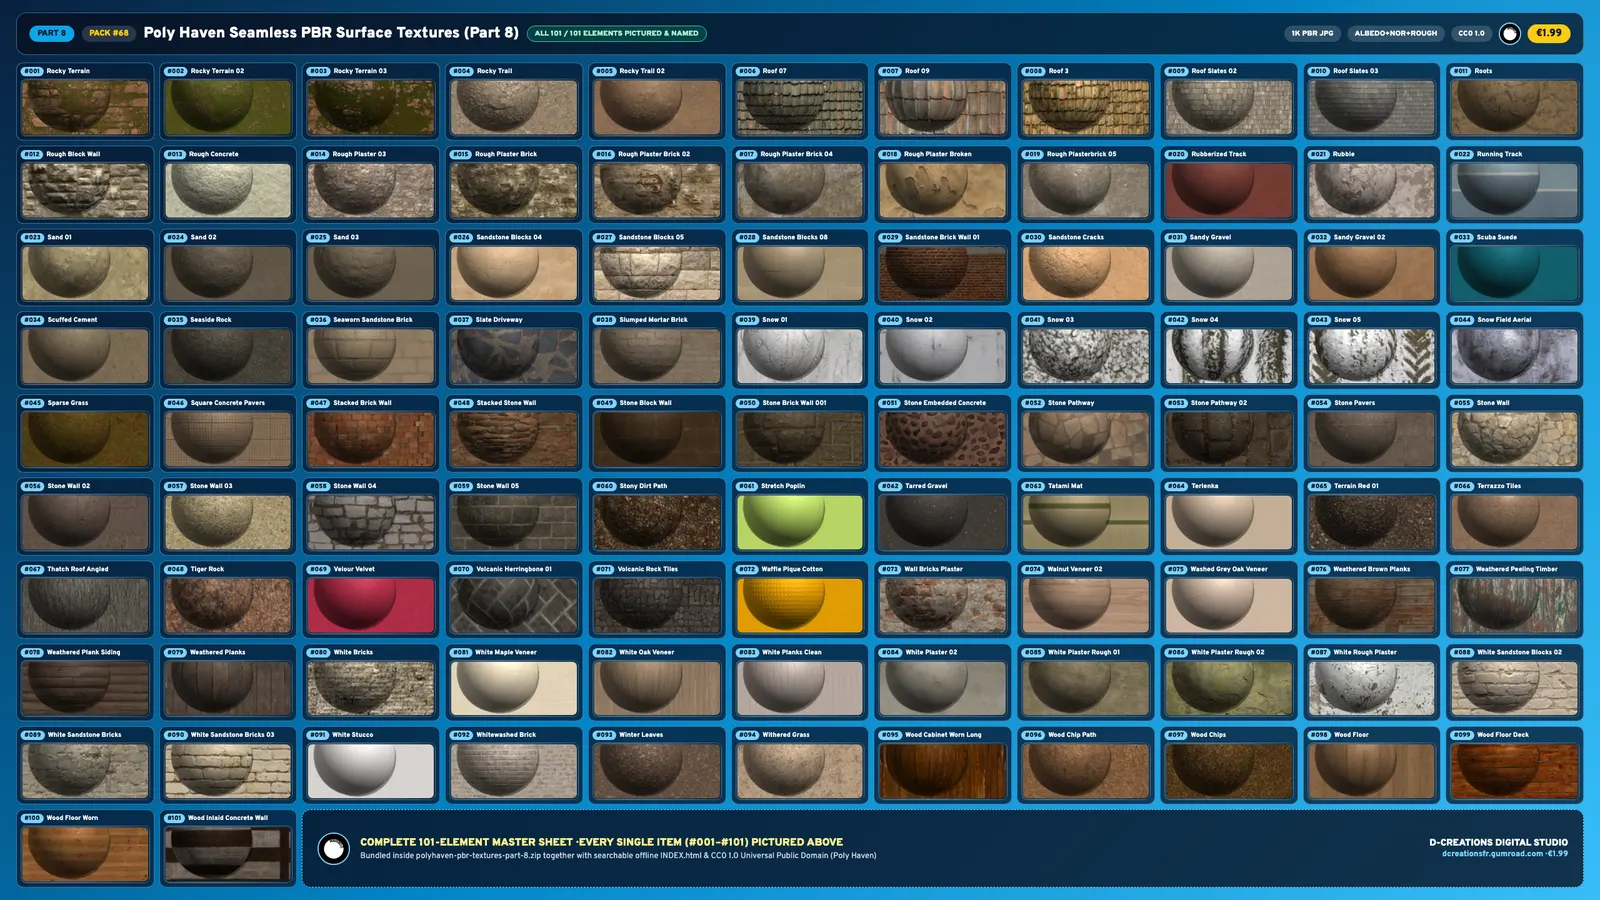 PART 8 PACK #68 Poly Haven Seamless PBR Surface Textures (Part 8) ALL 101 / 101 ELEMENTS PICTURED & NAMED 1K PBR JPG ALBEDO+NOR+ROUGH CC0 1.0 €1.99
#001 Rocky Terrain
#002 Rocky Terrain 02
#003 Rocky Terrain 03
#004 Rocky Trail
#005 Rocky Trail 02
#006 Roof 07
#007 Roof 09
#008 Roof 3
#009 Roof Slates 02
#010 Roof Slates 03
#011 Roots
#012 Rough Block Wall
#013 Rough Concrete
#014 Rough Plaster 03
#015 Rough Plaster Brick
#016 Rough Plaster Brick 02
#017 Rough Plaster Brick 04
#018 Rough Plaster Broken
#019 Rough Plasterbrick 05
#020 Rubberized Track
#021 Rubble
#022 Running Track
#023 Sand 01
#024 Sand 02
#025 Sand 03
#026 Sandstone Blocks 04
#027 Sandstone Blocks 05
#028 Sandstone Blocks 08
#029 Sandstone Brick Wall 01
#030 Sandstone Cracks
#031 Sandy Gravel
#032 Sandy Gravel 02
#033 Scuba Suede
#034 Scuffed Cement
#035 Seaside Rock
#036 Seaworn Sandstone Brick
#037 Slate Driveway
#038 Slumped Mortar Brick
#039 Snow 01
#040 Snow 02
#041 Snow 03
#042 Snow 04
#043 Snow 05
#044 Snow Field Aerial
#045 Sparse Grass
#046 Square Concrete Pavers
#047 Stacked Brick Wall
#048 Stacked Stone Wall
#049 Stone Block Wall
#050 Stone Brick Wall 001
#051 Stone Embedded Concrete
#052 Stone Pathway
#053 Stone Pathway 02
#054 Stone Pavers
#055 Stone Wall
#056 Stone Wall 02
#057 Stone Wall 03
#058 Stone Wall 04
#059 Stone Wall 05
#060 Stony Dirt Path
#061 Stretch Poplin
#062 Tarred Gravel
#063 Tatami Mat
#064 Terlenka
#065 Terrain Red 01
#066 Terrazzo Tiles
#067 Thatch Roof Angled
#068 Tiger Rock
#069 Velour Velvet
#070 Volcanic Herringbone 01
#071 Volcanic Rock Tiles
#072 Waffle Pique Cotton
#073 Wall Bricks Plaster
#074 Walnut Veneer 02
#075 Washed Grey Oak Veneer
#076 Weathered Brown Planks
#077 Weathered Peeling Timber
#078 Weathered Plank Siding
#079 Weathered Planks
#080 White Bricks
#081 White Maple Veneer
#082 White Oak Veneer
#083 White Planks Clean
#084 White Plaster 02
#085 White Plaster Rough 01
#086 White Plaster Rough 02
#087 White Rough Plaster
#088 White Sandstone Blocks 02
#089 White Sandstone Bricks
#090 White Sandstone Bricks 03
#091 White Stucco
#092 Whitewashed Brick
#093 Winter Leaves
#094 Withered Grass
#095 Wood Cabinet Worn Long
#096 Wood Chip Path
#097 Wood Chips
#098 Wood Floor
#099 Wood Floor Deck
#100 Wood Floor Worn
#101 Wood Inlaid Concrete Wall
COMPLETE 101-ELEMENT MASTER SHEET · EVERY SINGLE ITEM (#001–#101) PICTURED ABOVE
Bundled inside polyhaven-pbr-textures-part-8.zip together with searchable offline INDEX.html & CC0 1.0 Universal Public Domain (Poly Haven)
D-CREATIONS DIGITAL STUDIO
dcreationsfr.gumroad.com · €1.99